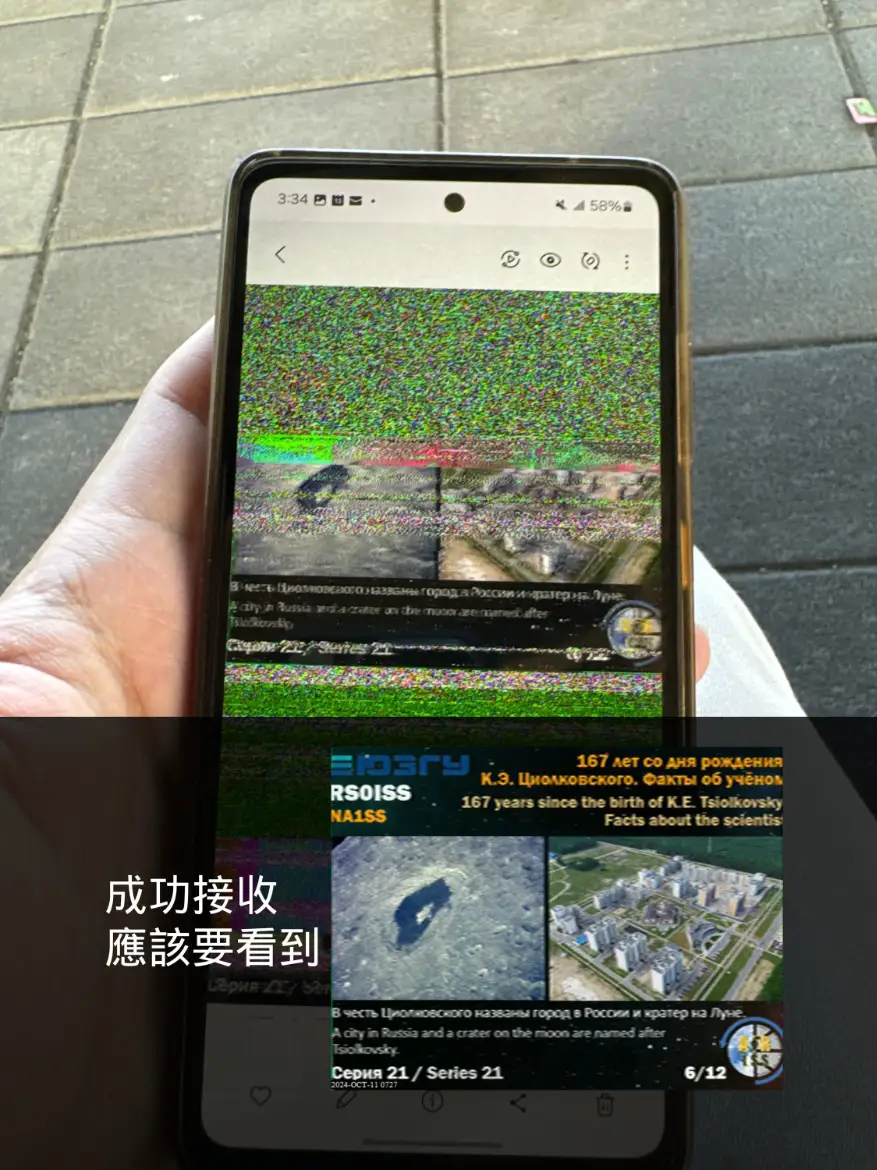 3:34
58%
В честь Циолковского названы город в России и кратер на Луне.
A city in Russia and a crater on the moon are named after
Tsiolkovsky.
Серия 21 / Series 21
ЮЗГУ
RS0ISS
NA1SS
167 лет со дня рождения
К.Э. Циолковского. Факты об учёном
167 years since the birth of K.E. Tsiolkovsky
Facts about the scientis
成功接收
應該要看到
В честь Циолковского названы город в России и кратер на Луне.
A city in Russia and a crater on the moon are named after
Tsiolkovsky.
Серия 21 / Series 21
6/12
2024-OCT-11 0727
ISS